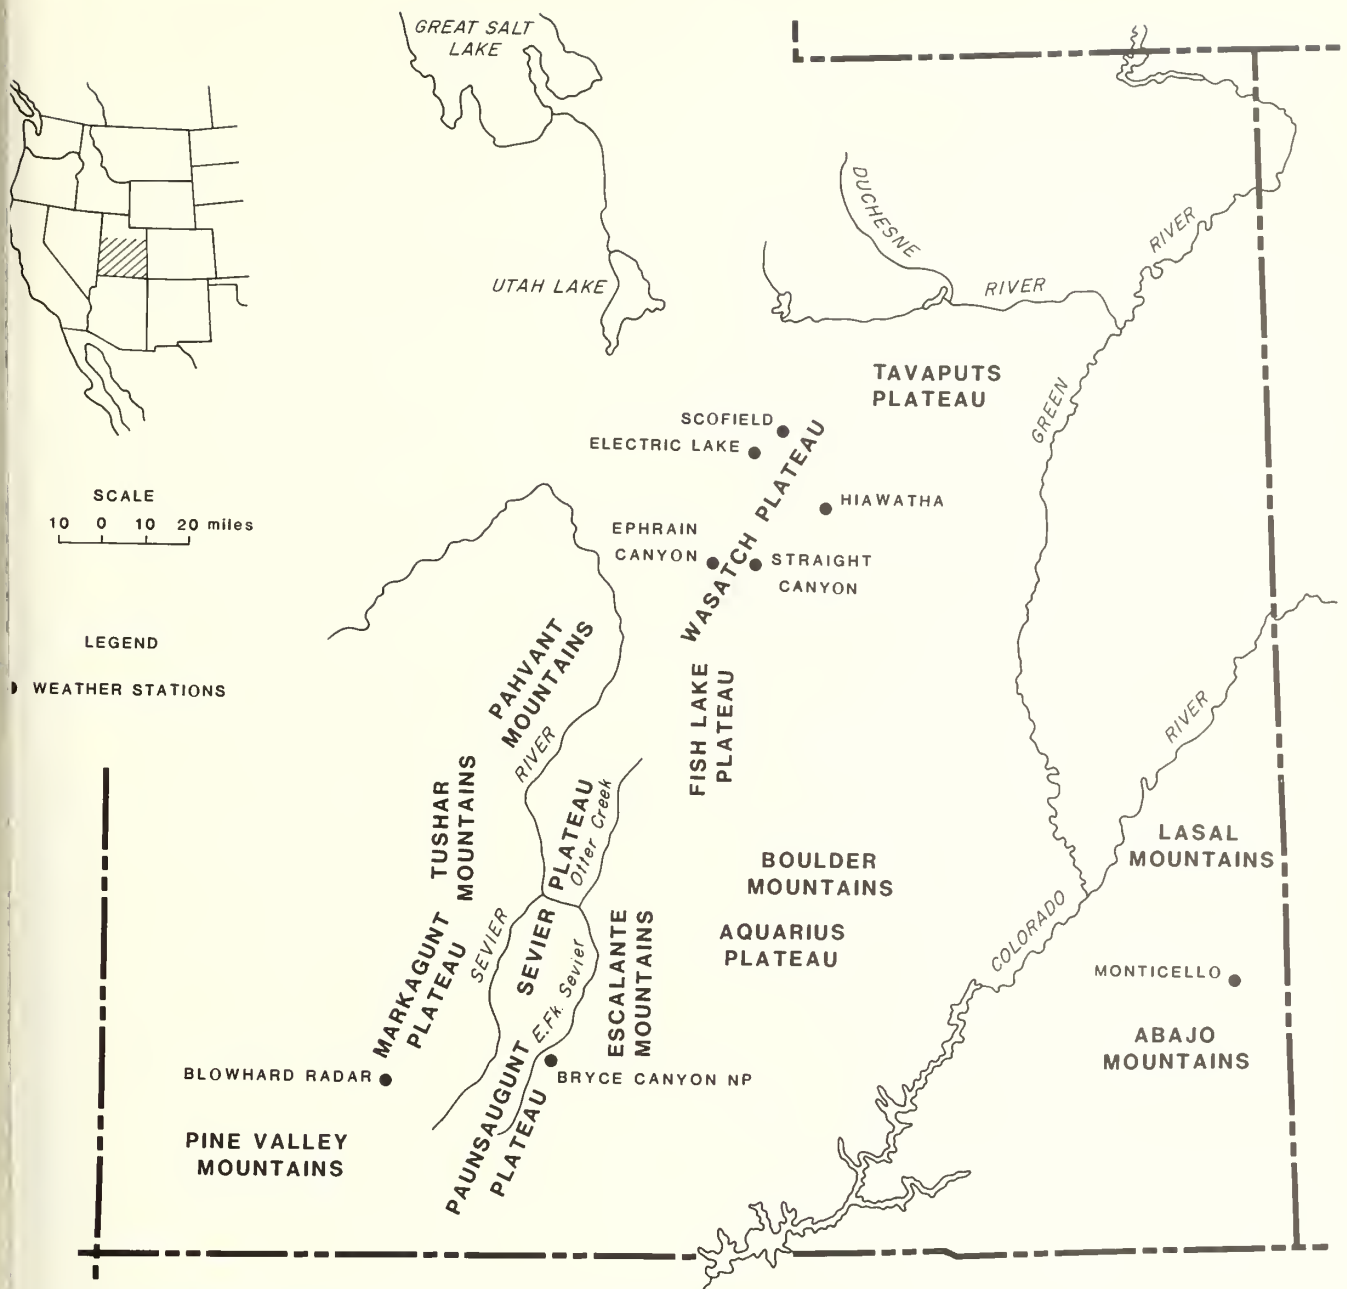 GREAT SALT
LAKE
DUCHESNE
RIVER
RIVER
UTAH LAKE
TAVAPUTS
PLATEAU
GREEN
SCOFIELD
ELECTRIC LAKE
WASATCH PLATEAU
HIAWATHA
SCALE
10 0 10 20 miles
EPHRAIN
CANYON
STRAIGHT
CANYON
LEGEND
WEATHER STATIONS
PAHVANT
MOUNTAINS
FISH LAKE
PLATEAU
RIVER
RIVER
TUSHAR
MOUNTAINS
SEVIER PLATEAU
Otter Creek
LASAL
MOUNTAINS
BOULDER
MOUNTAINS
AQUARIUS
PLATEAU
COLORADO
MARKAGUNT
PLATEAU
SEVIER
E.Fk. Sevier
ESCALANTE
MOUNTAINS
MONTICELLO
ABAJO
MOUNTAINS
BLOWHARD RADAR
BRYCE CANYON NP
PAUNSAUGUNT
PLATEAU
PINE VALLEY
MOUNTAINS